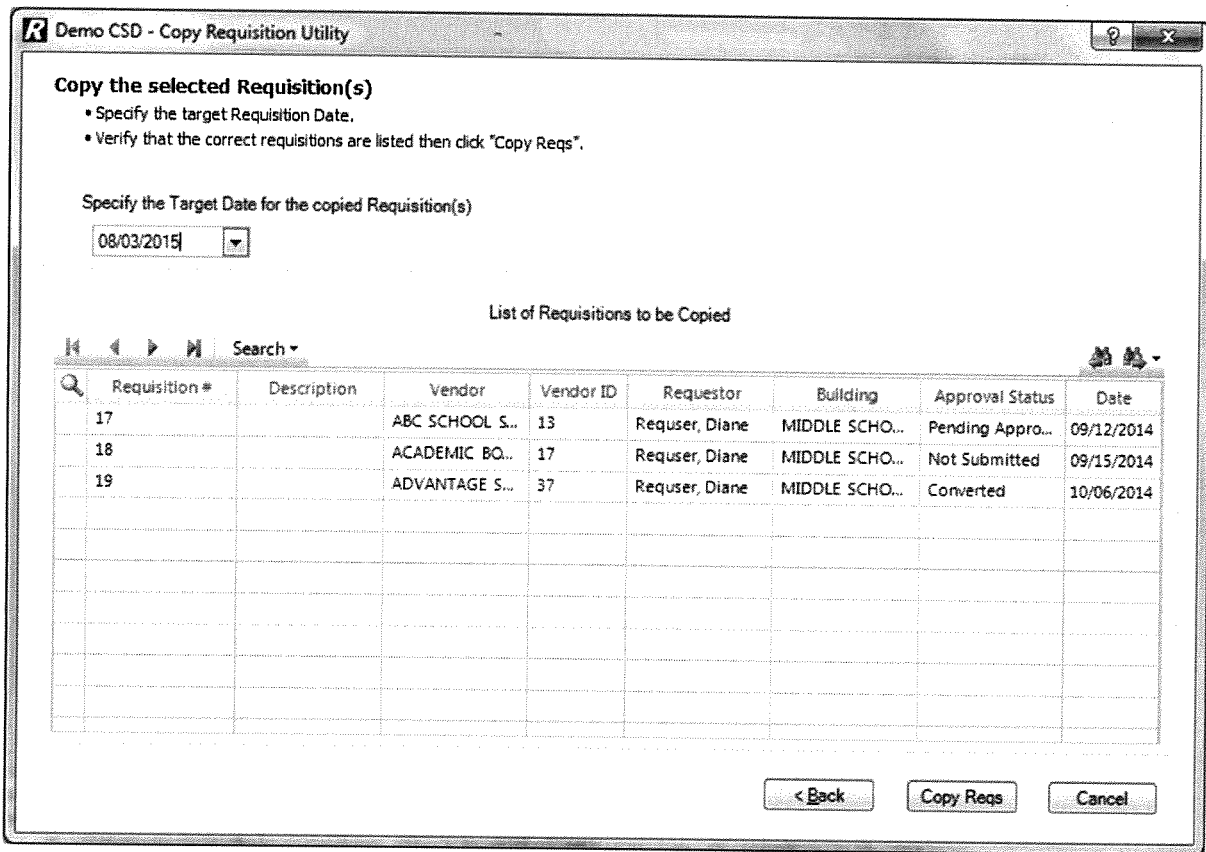 R Demo CSD - Copy Requisition Utility
? X
Copy the selected Requisition(s)
• Specify the target Requisition Date.
• Verify that the correct requisitions are listed then click "Copy Reqs".
Specify the Target Date for the copied Requisition(s)
08/03/2015
List of Requisitions to be Copied
Search
Requisition # Description Vendor Vendor ID Requestor Building Approval Status Date
17 ABC SCHOOL S... 13 Requser, Diane MIDDLE SCHO... Pending Appro... 09/12/2014
18 ACADEMIC BO... 17 Requser, Diane MIDDLE SCHO... Not Submitted 09/15/2014
19 ADVANTAGE S... 37 Requser, Diane MIDDLE SCHO... Converted 10/06/2014
< Back Copy Reqs Cancel